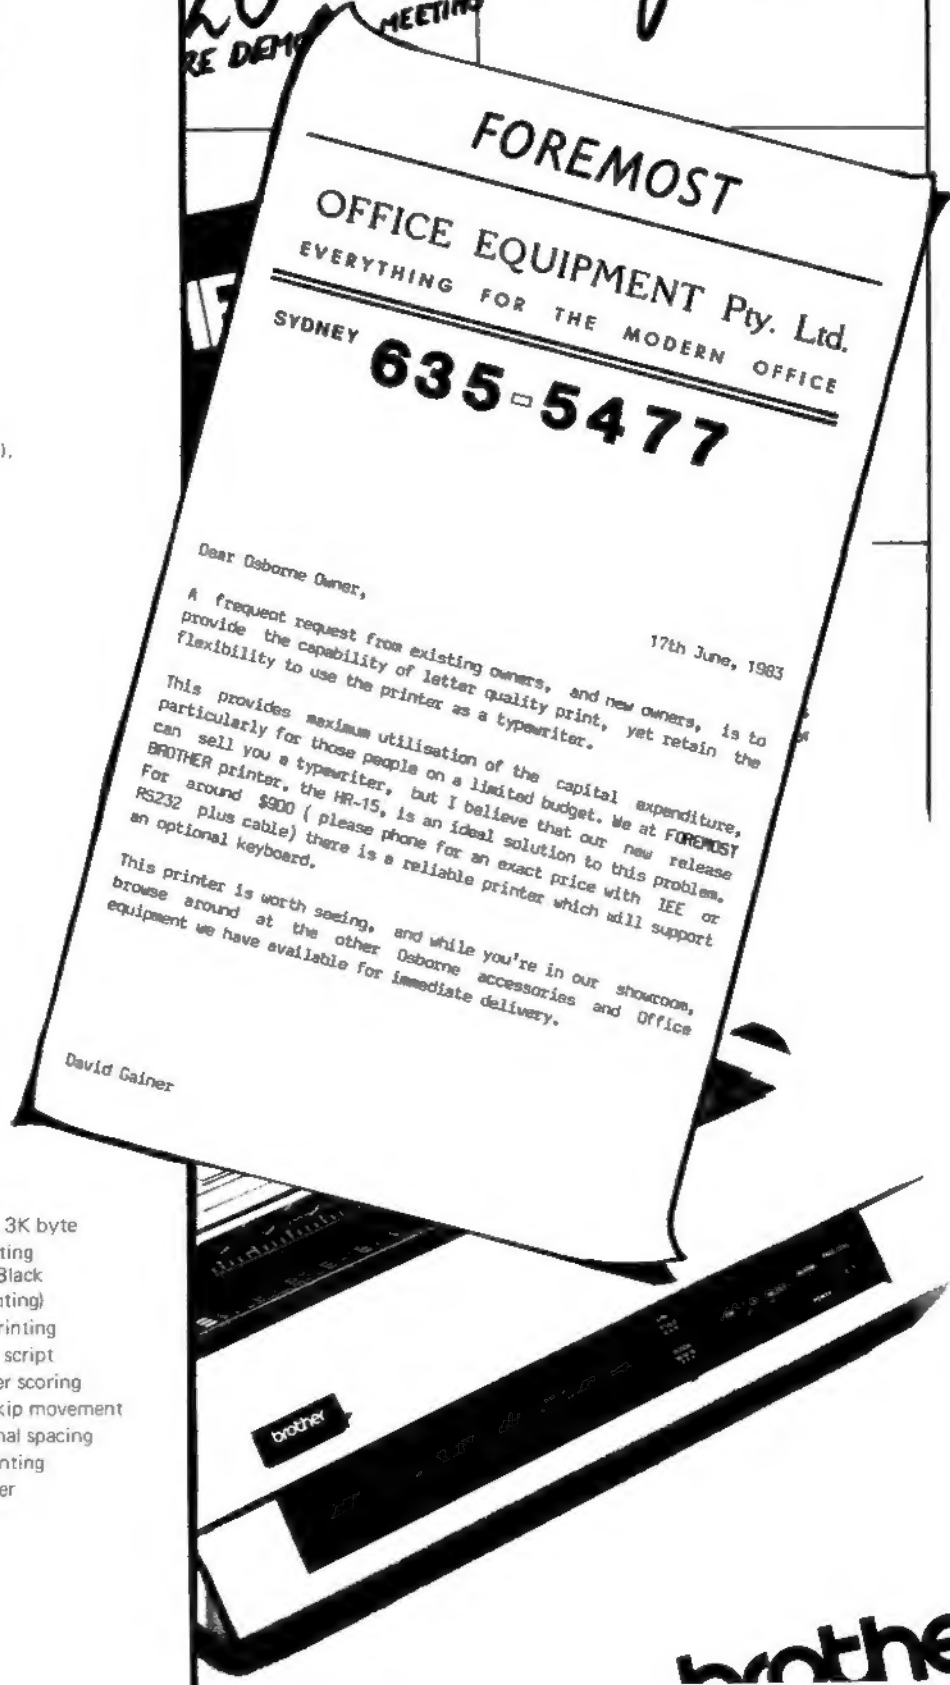 RE DEMO
MEETING
FOREMOST
OFFICE EQUIPMENT Pty. Ltd.
EVERYTHING FOR THE MODERN OFFICE
SYDNEY 635-5477
),
Dear Osborne Owner,
17th June, 1983
A frequent request from existing owners, and new owners, is to
provide the capability of letter quality print, yet retain the
flexibility to use the printer as a typewriter.
This provides maximum utilisation of the capital expenditure,
particularly for those people on a limited budget. We at FOREMOST
can sell you a typewriter, but I believe that our new release
BROTHER printer, the HR-15, is an ideal solution to this problem.
For around $900 ( please phone for an exact price with IEE or
RS232 plus cable) there is a reliable printer which will support
an optional keyboard.
This printer is worth seeing, and while you're in our showroom,
browse around at the other Osborne accessories and Office
equipment we have available for immediate delivery.
David Gainer
3K byte
ting
Black
nting)
rinting
script
er scoring
kip movement
nal spacing
nting
er
brother
brothe